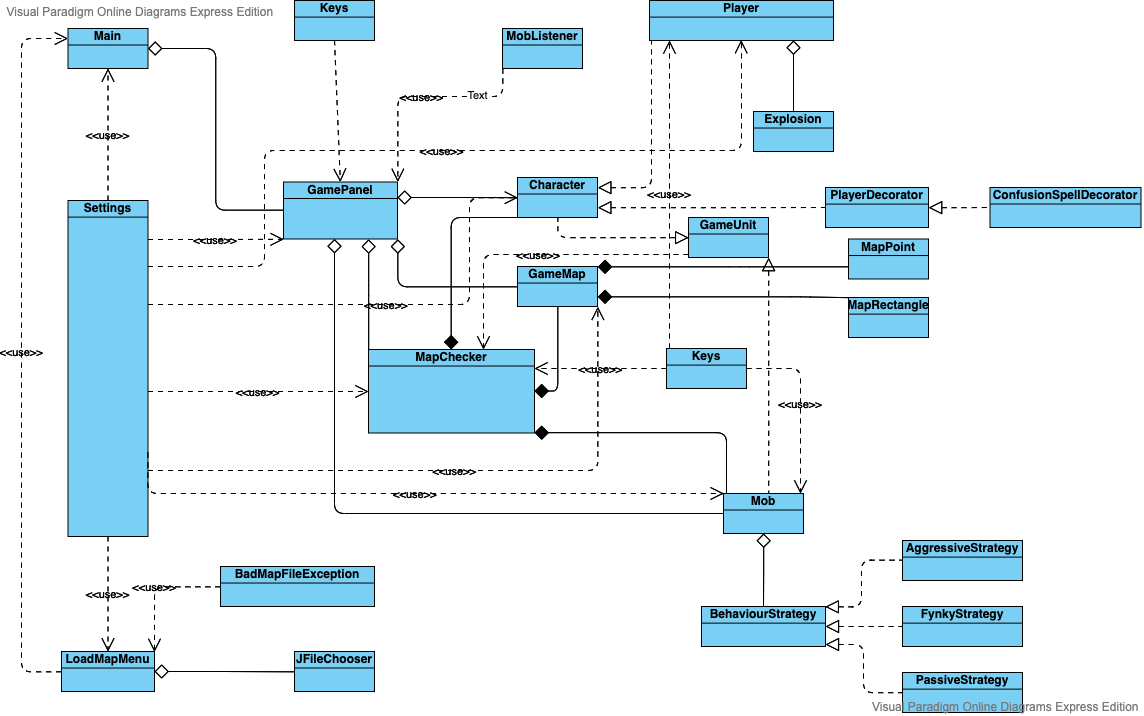 Visual Paradigm Online Diagrams Express Edition
Keys
Player
Main
MobListener
<<use>>
Text
Explosion
<<use>>
<<use>>
GamePanel
Character
<<use>>
PlayerDecorator
ConfusionSpellDecorator
Settings
GameUnit
<<use>>
MapPoint
<<use>>
GameMap
<<use>>
MapRectangle
<<use>>
MapChecker
Keys
<<use>>
<<use>>
<<use>>
<<use>>
<<use>>
Mob
AggressiveStrategy
BadMapFileException
<<use>>
<<use>>
BehaviourStrategy
FynkyStrategy
LoadMapMenu
JFileChooser
PassiveStrategy
Visual Paradigm Online Diagrams Express Edition